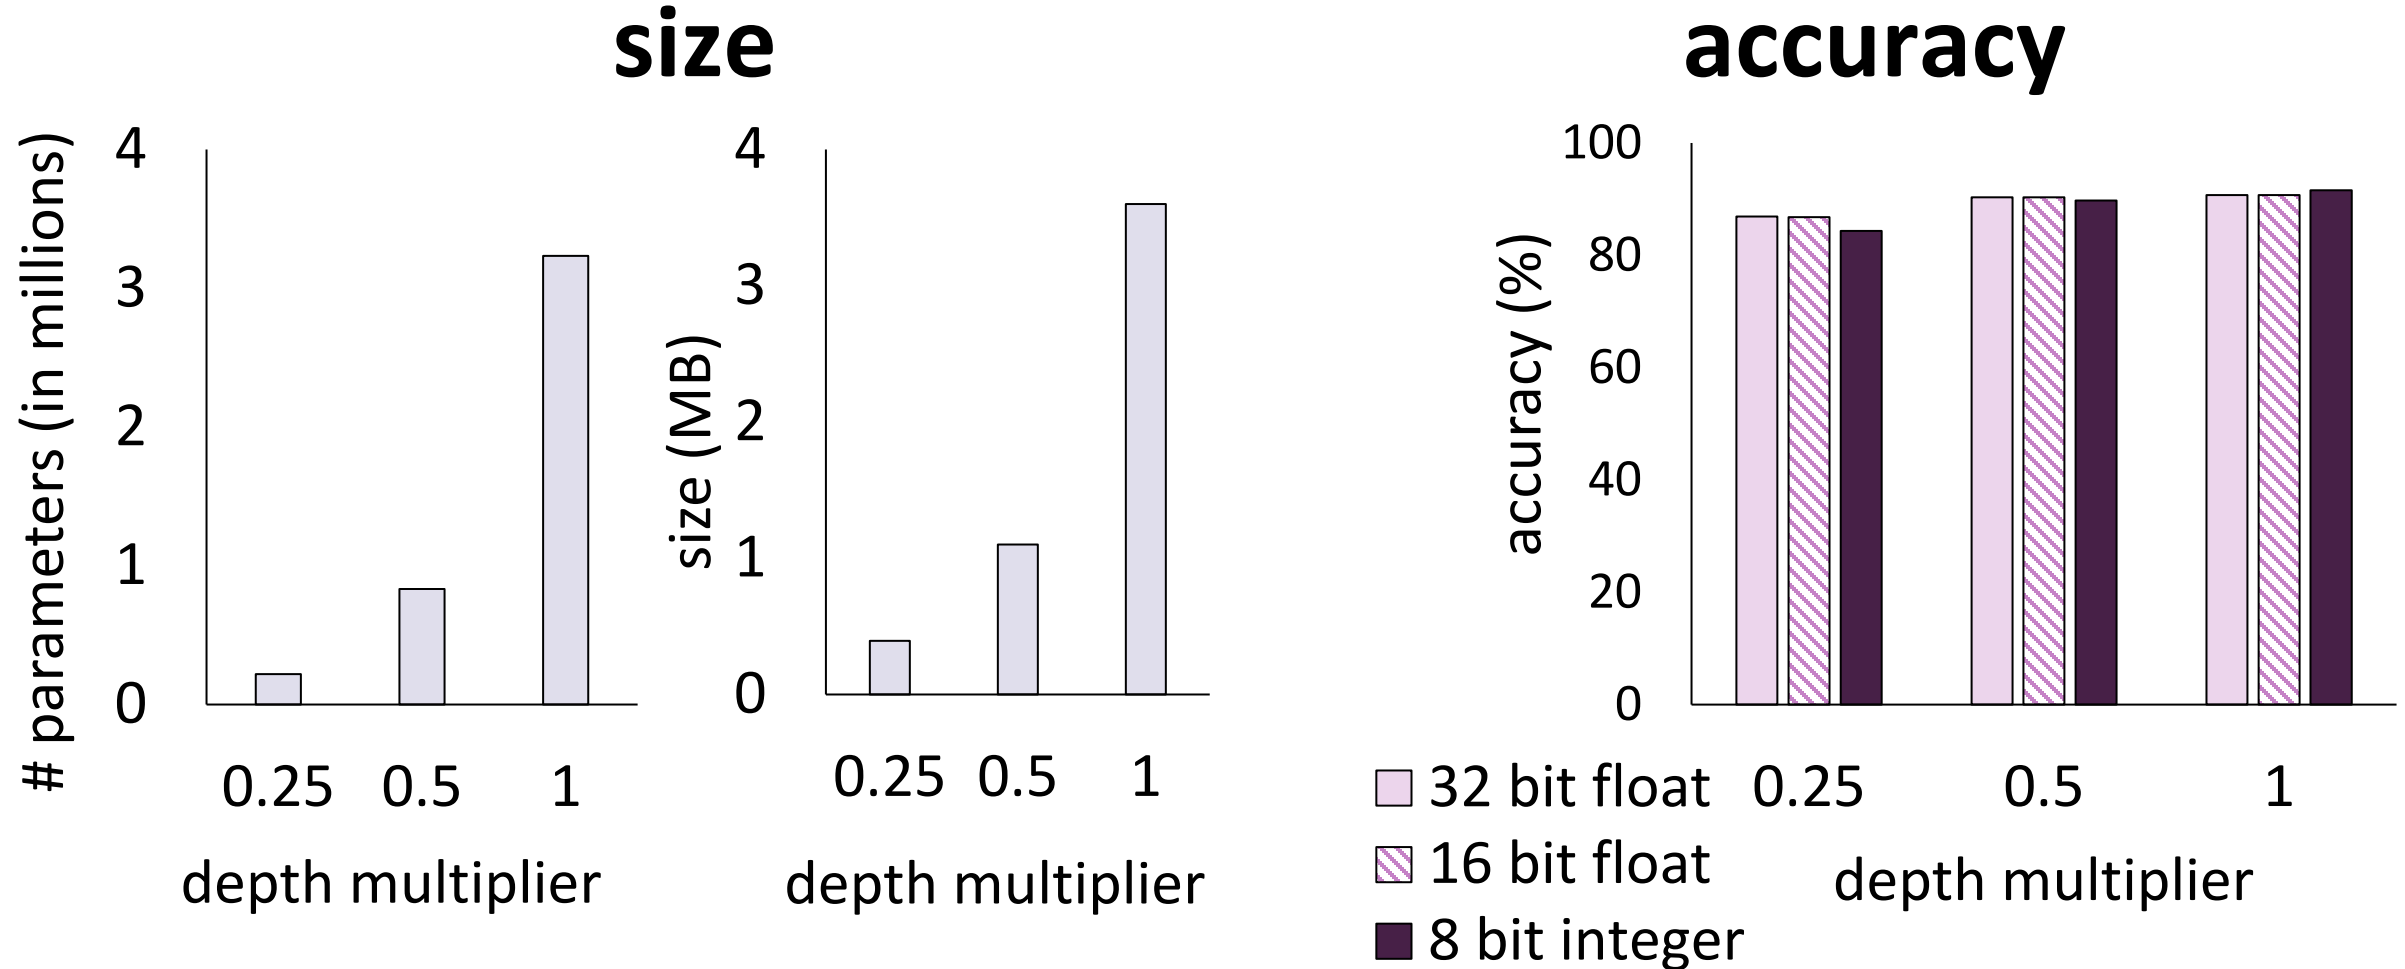 size
# parameters (in millions)
4
3
2
1
0
0.25 0.5 1
depth multiplier
size (MB)
4
3
2
1
0
0.25 0.5 1
depth multiplier
accuracy
accuracy (%)
100
80
60
40
20
0
0.25 0.5 1
depth multiplier
32 bit float
16 bit float
8 bit integer